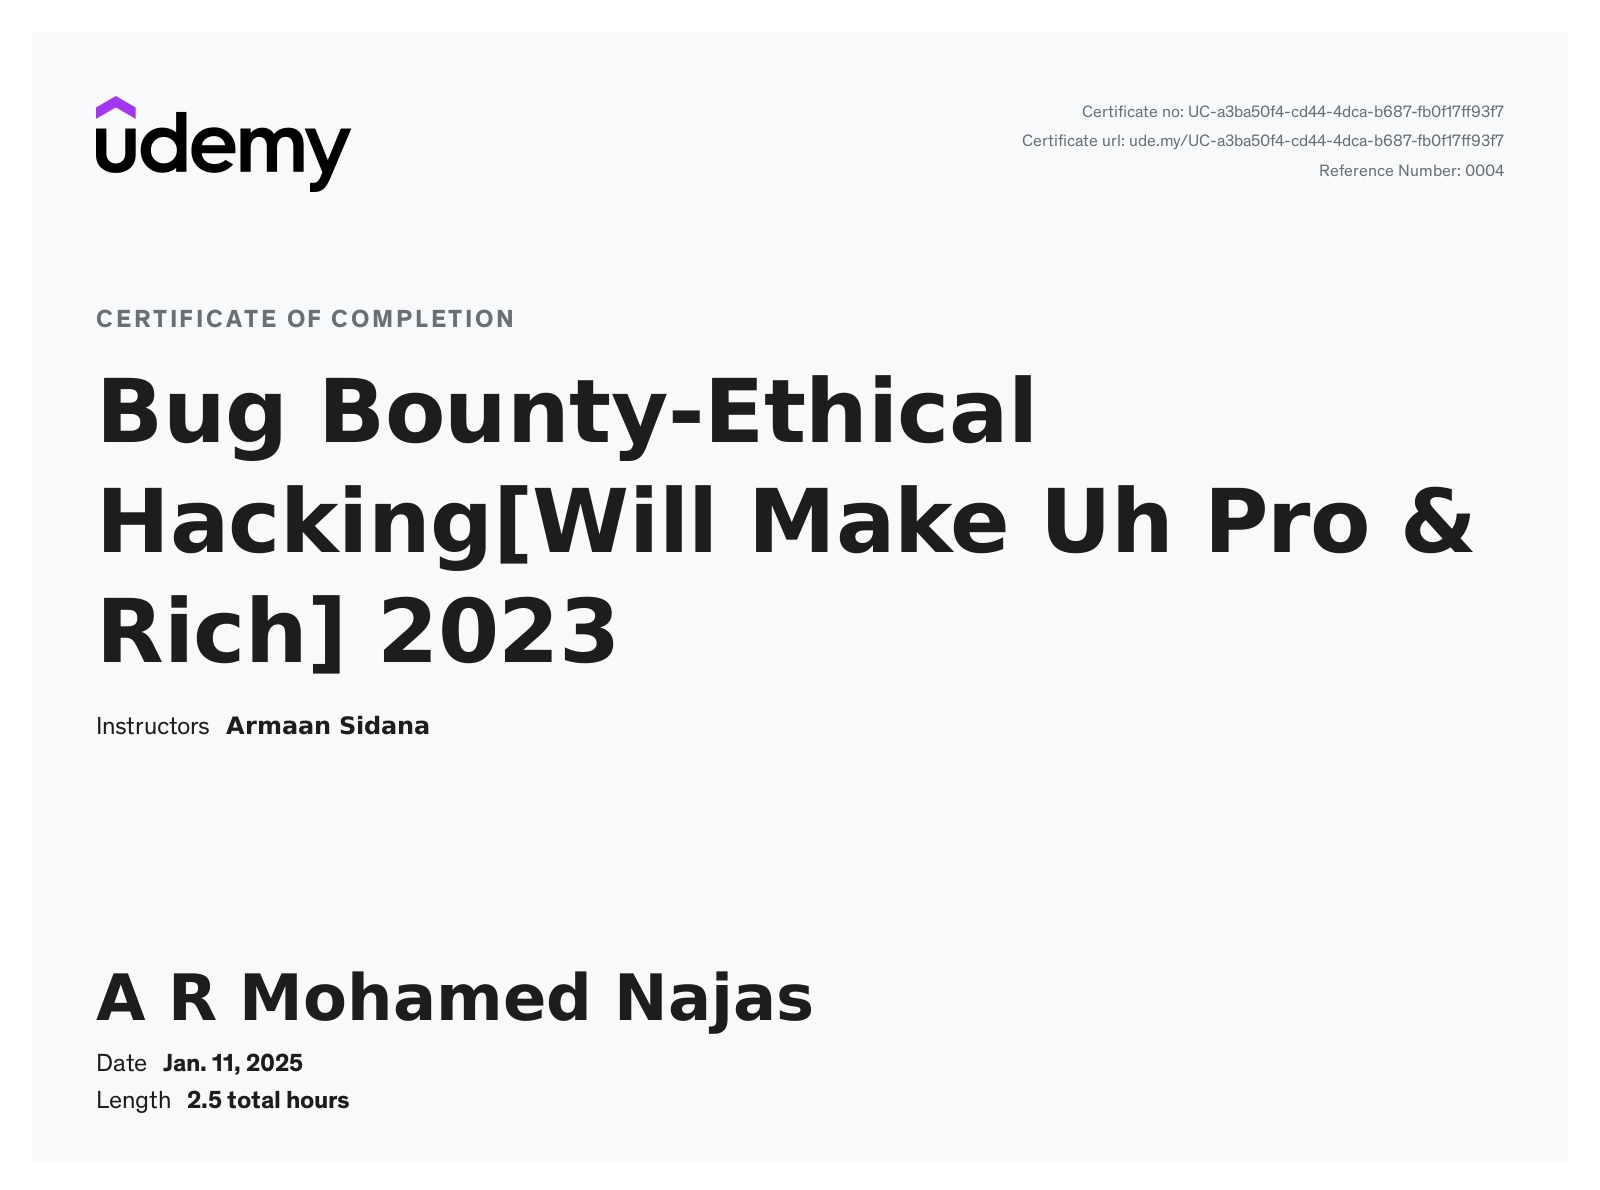 udemy
Certificate no: UC-a3ba50f4-cd44-4dca-b687-fb0f17ff93f7
Certificate url: ude.my/UC-a3ba50f4-cd44-4dca-b687-fb0f17ff93f7
Reference Number: 0004
CERTIFICATE OF COMPLETION
Bug Bounty-Ethical
Hacking[Will Make Uh Pro &
Rich] 2023
Instructors Armaan Sidana
A R Mohamed Najas
Date Jan. 11, 2025
Length 2.5 total hours